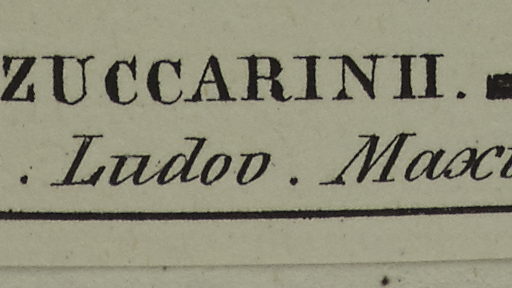 ZUCCARINII.
. Ludov. Maxi